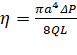 η = πa⁴ΔP / 8QL